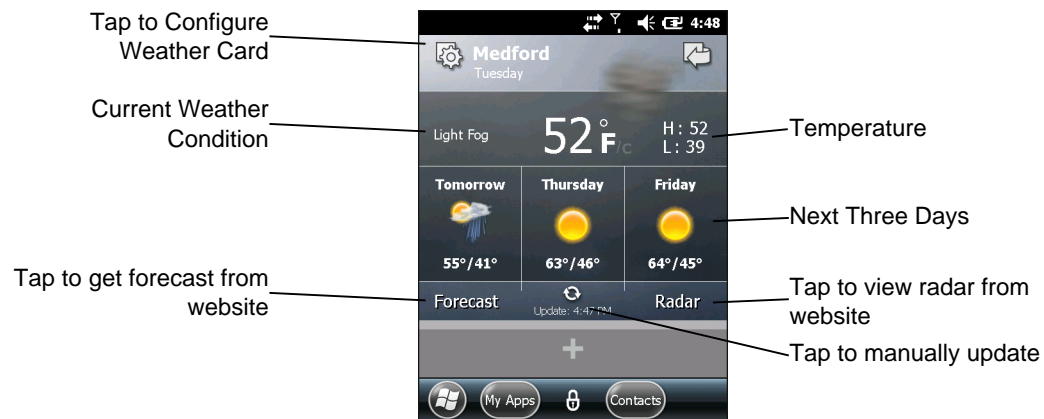 Tap to Configure
Weather Card
Current Weather
Condition
Tap to get forecast from
website
4:48
Medford
Tuesday
Light Fog
52°F/C
H: 52
L: 39
Tomorrow
Thursday
Friday
55°/41°
63°/46°
64°/45°
Forecast
Update: 4:47 PM
Radar
+
My Apps
Contacts
Temperature
Next Three Days
Tap to view radar from
website
Tap to manually update